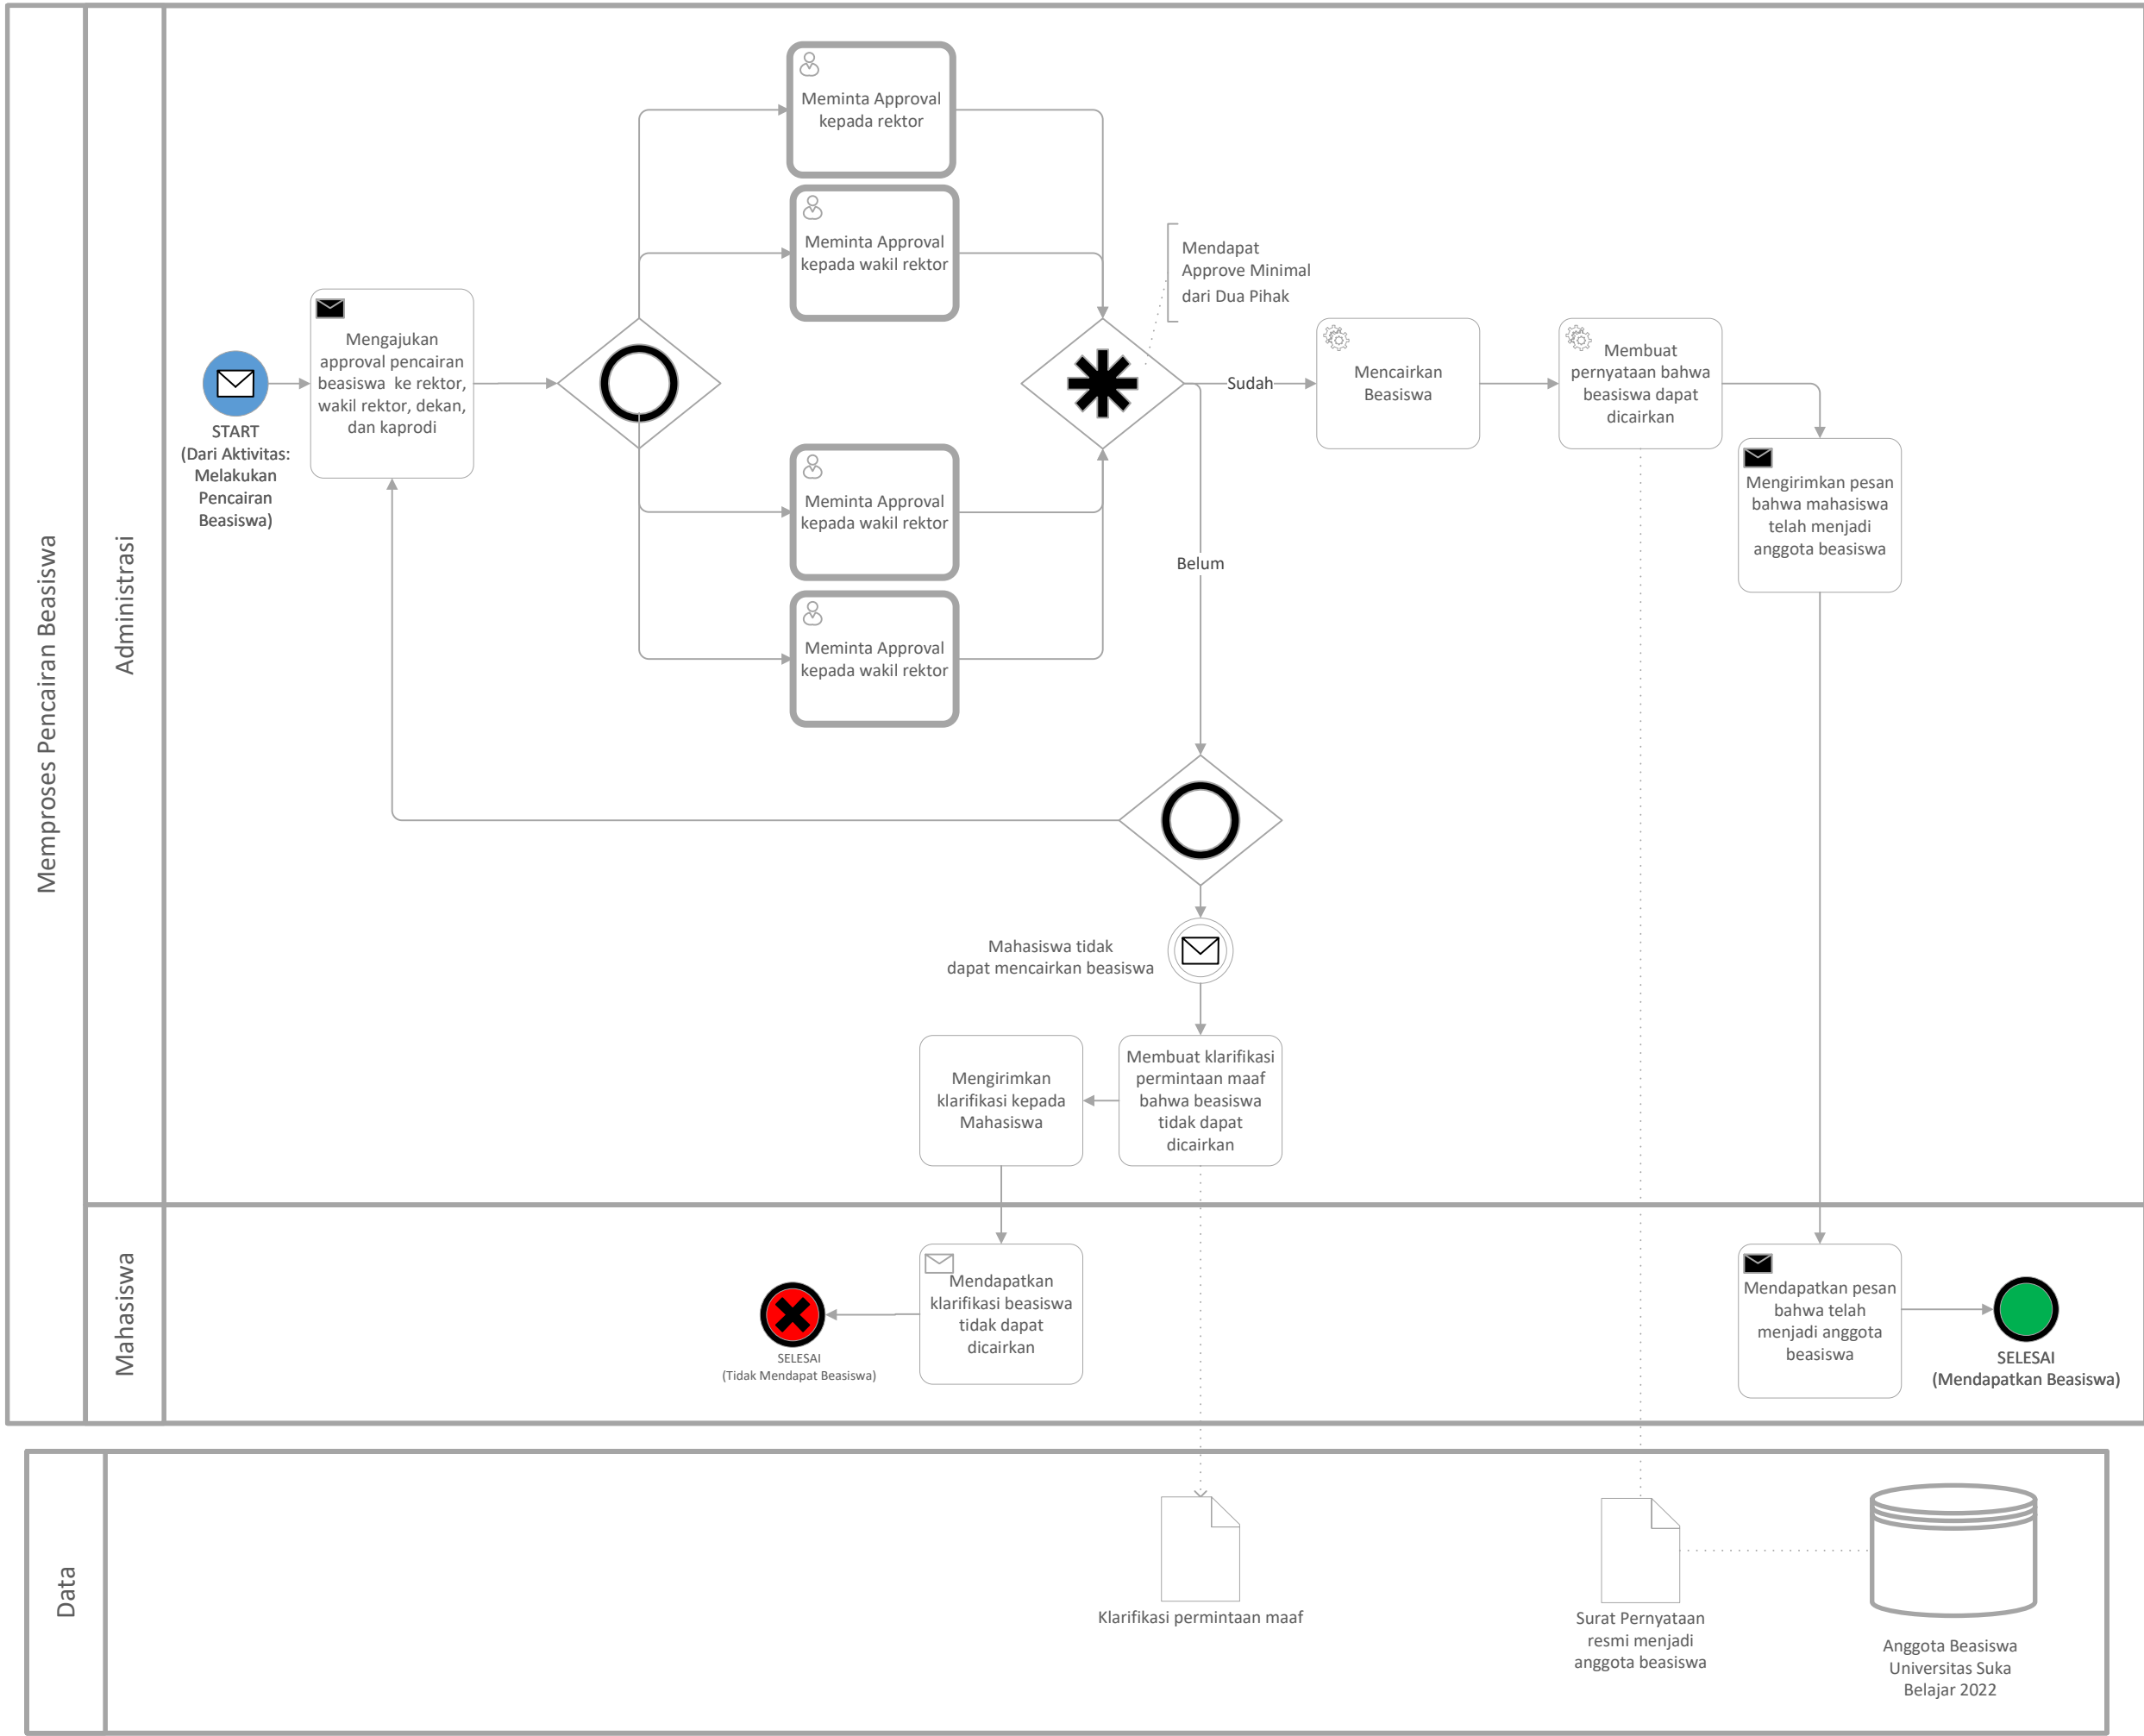 Memproses Pencairan Beasiswa
Administrasi
START
(Dari Aktivitas:
Melakukan
Pencairan
Beasiswa)
Mengajukan
approval pencairan
beasiswa ke rektor,
wakil rektor, dekan,
dan kaprodi
Meminta Approval
kepada rektor
Meminta Approval
kepada wakil rektor
Meminta Approval
kepada wakil rektor
Meminta Approval
kepada wakil rektor
Mendapat
Approve Minimal
dari Dua Pihak
Sudah
Belum
Mencairkan
Beasiswa
Membuat
pernyataan bahwa
beasiswa dapat
dicairkan
Mengirimkan pesan
bahwa mahasiswa
telah menjadi
anggota beasiswa
Mahasiswa tidak
dapat mencairkan beasiswa
Mengirimkan
klarifikasi kepada
Mahasiswa
Membuat klarifikasi
permintaan maaf
bahwa beasiswa
tidak dapat
dicairkan
Mahasiswa
SELESAI
(Tidak Mendapat Beasiswa)
Mendapatkan
klarifikasi beasiswa
tidak dapat
dicairkan
Mendapatkan pesan
bahwa telah
menjadi anggota
beasiswa
SELESAI
(Mendapatkan Beasiswa)
Data
Klarifikasi permintaan maaf
Surat Pernyataan
resmi menjadi
anggota beasiswa
Anggota Beasiswa
Universitas Suka
Belajar 2022